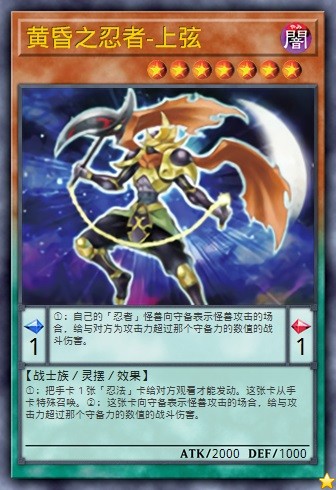 黄昏之忍者-上弦
闇
①：自己的「忍者」怪兽向守备表示怪兽攻击的场
合，给与对方为攻击力超过那个守备力的数值的战
斗伤害。
1
1
【战士族／灵摆／效果】
①：把手卡1张「忍法」卡给对方观看才能发动。这张卡从手
卡特殊召唤。②：这张卡向守备表示怪兽攻击的场合，给与攻
击力超过那个守备力的数值的战斗伤害。
ATK/2000 DEF/1000